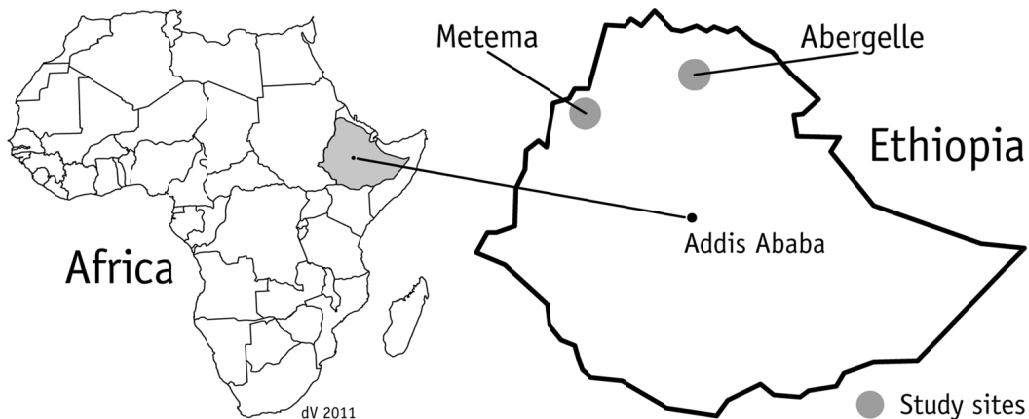 Metema
Abergelle
Ethiopia
Addis Ababa
Africa
dV 2011
Study sites